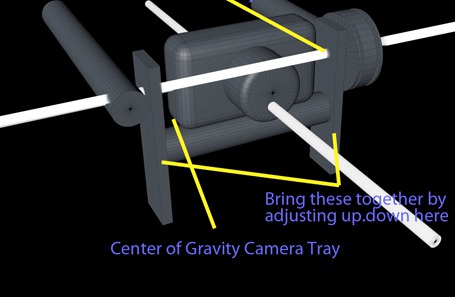 Bring these together by
adjusting up.down here
Center of Gravity Camera Tray